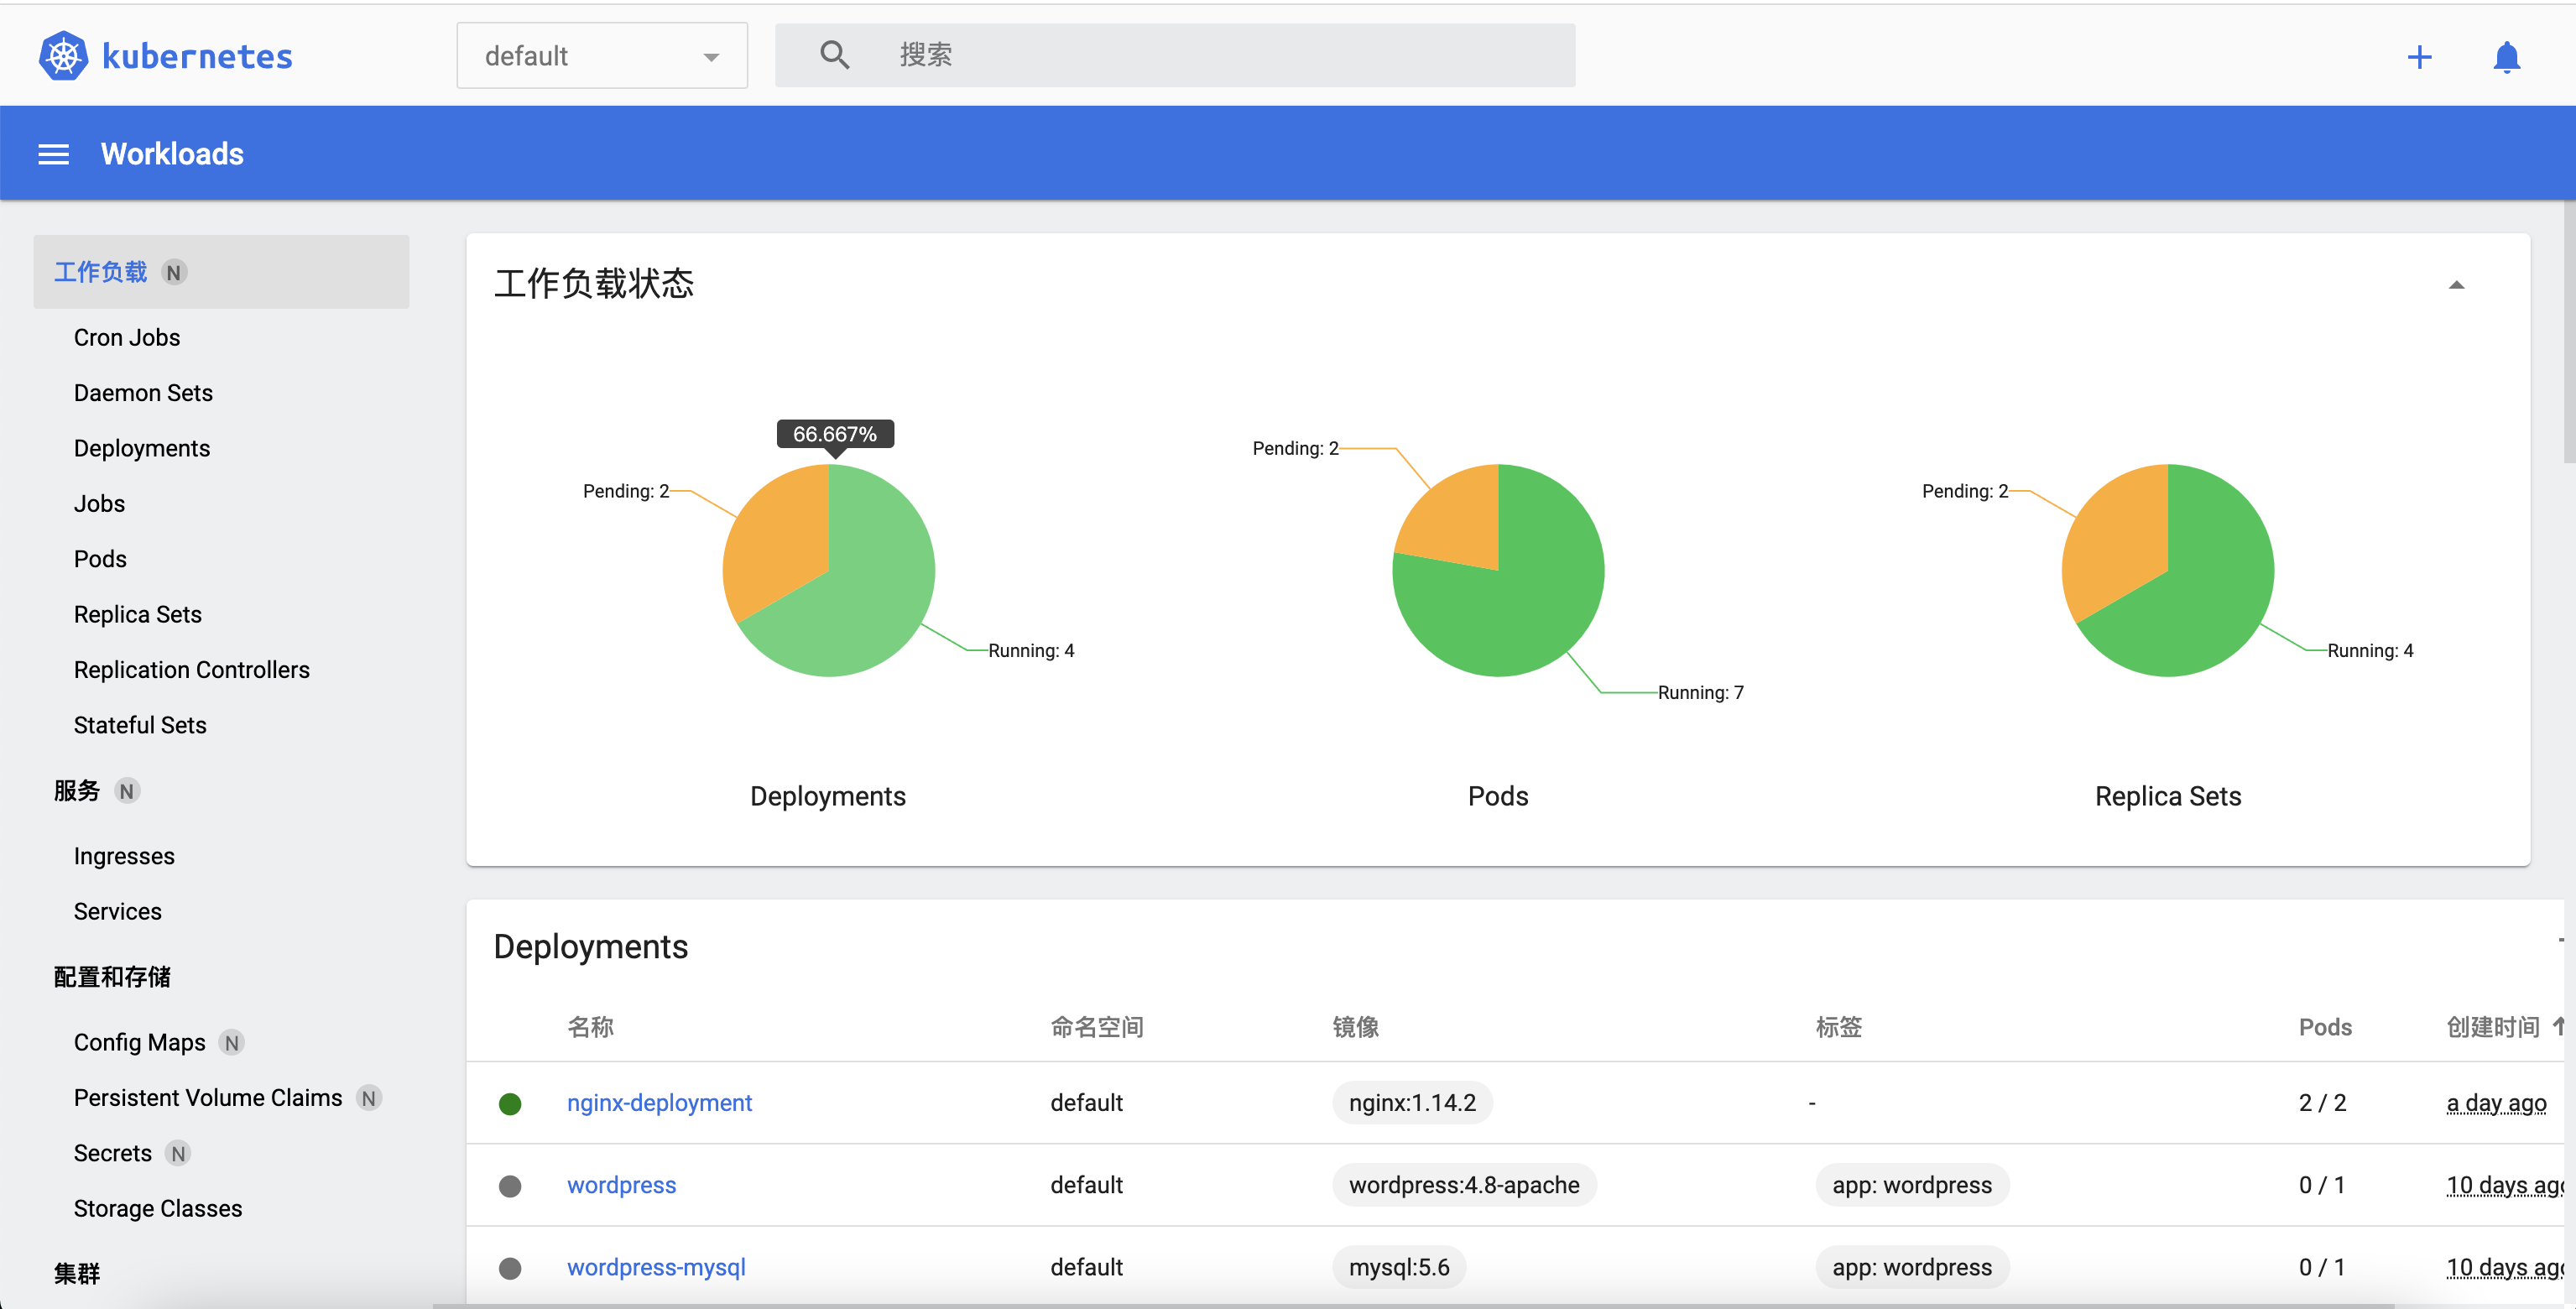 kubernetes
default
搜索
Workloads
工作负载 N
Cron Jobs
Daemon Sets
Deployments
Jobs
Pods
Replica Sets
Replication Controllers
Stateful Sets
服务 N
Ingresses
Services
配置和存储
Config Maps N
Persistent Volume Claims N
Secrets N
Storage Classes
集群
工作负载状态
66.667%
Pending: 2
Running: 4
Deployments
Pending: 2
Running: 7
Pods
Pending: 2
Running: 4
Replica Sets
Deployments
名称 命名空间 镜像 标签 Pods 创建时间
nginx-deployment default nginx:1.14.2 - 2 / 2 a day ago
wordpress default wordpress:4.8-apache app: wordpress 0 / 1 10 days ago
wordpress-mysql default mysql:5.6 app: wordpress 0 / 1 10 days ago